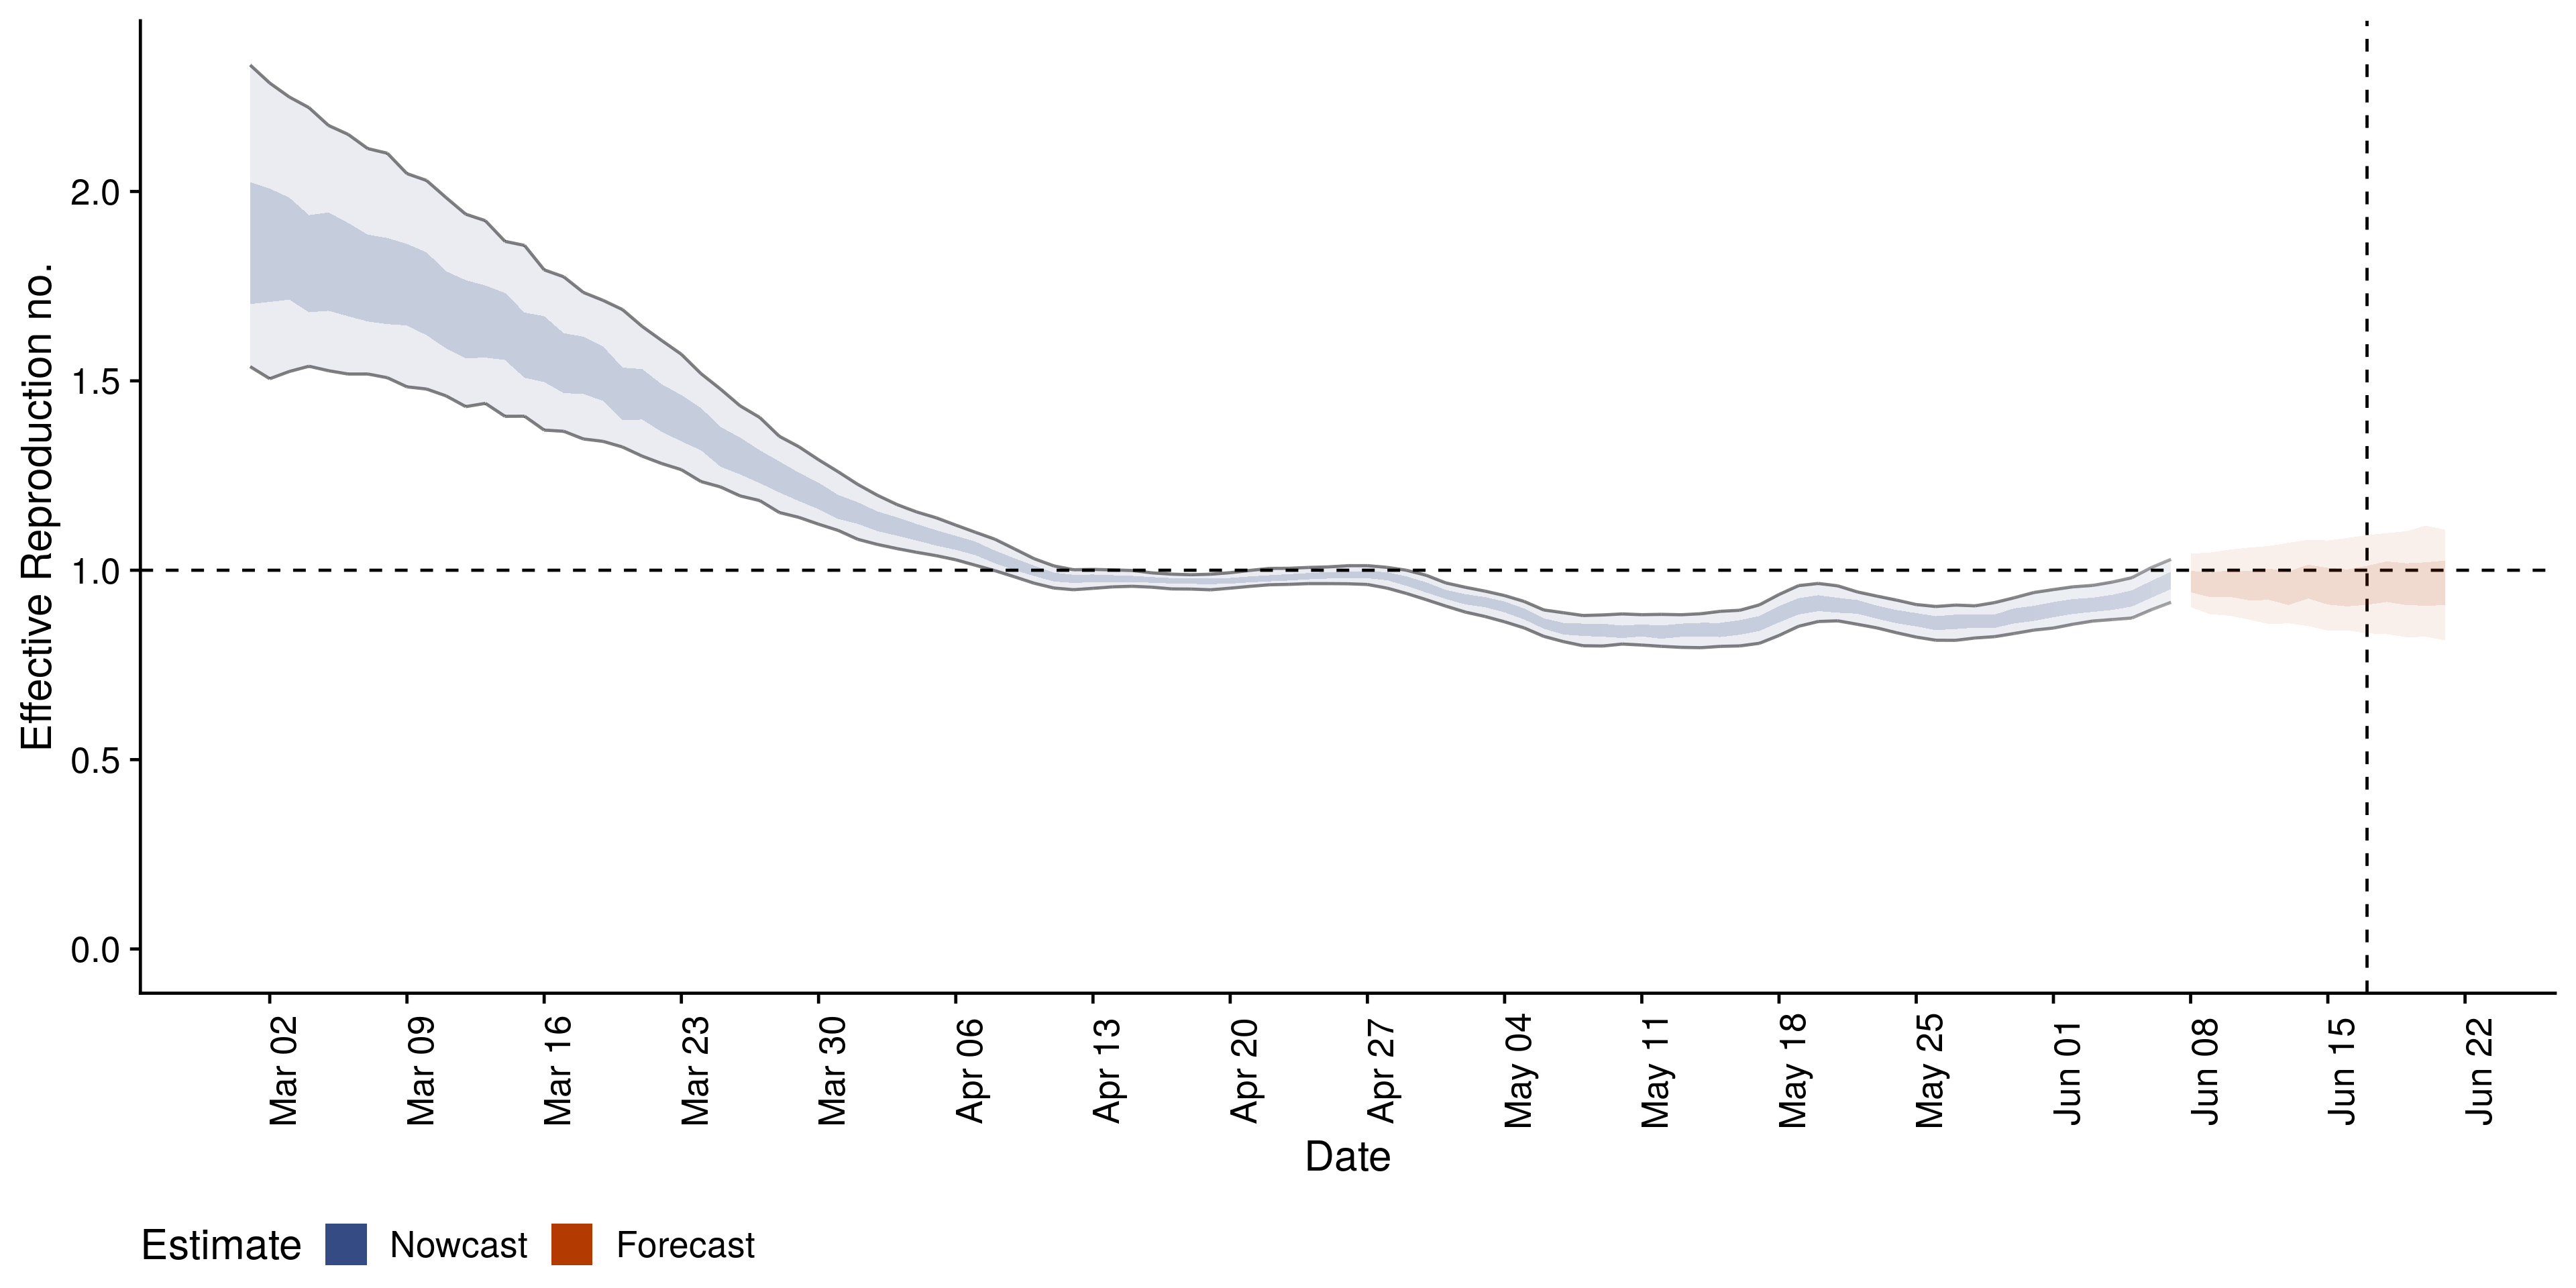 Effective Reproduction no.
2.0
1.5
1.0
0.5
0.0
Mar 02
Mar 09
Mar 16
Mar 23
Mar 30
Apr 06
Apr 13
Apr 20
Apr 27
May 04
May 11
May 18
May 25
Jun 01
Jun 08
Jun 15
Jun 22
Date
Estimate Nowcast Forecast